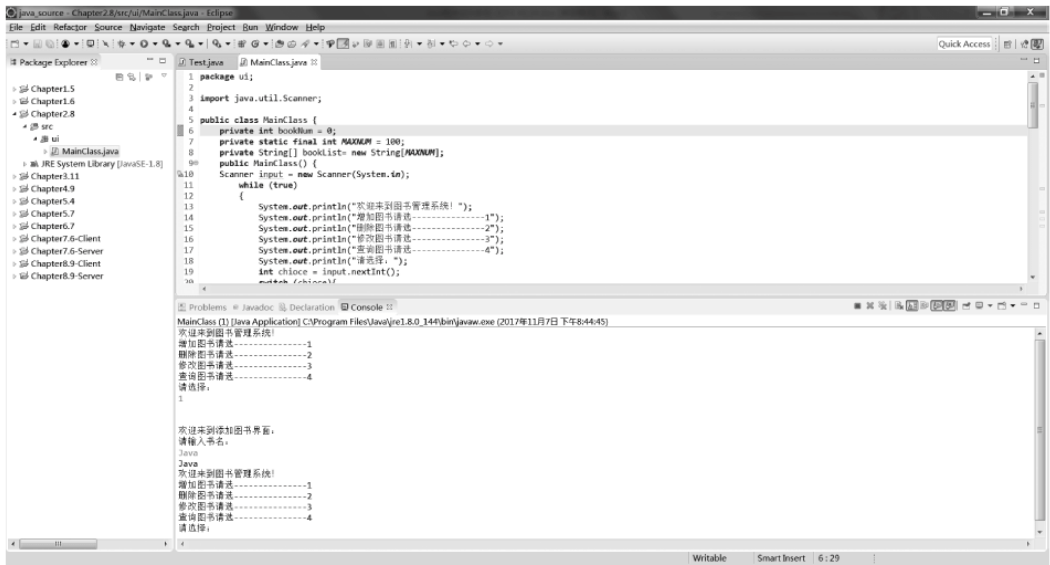 java_source - Chapter2.8/src/ui/MainClass.java - Eclipse
File Edit Refactor Source Navigate Search Project Run Window Help
Quick Access
Package Explorer
Chapter1.5
Chapter1.6
Chapter2.8
src
ui
MainClass.java
JRE System Library [JavaSE-1.8]
Chapter3.11
Chapter4.9
Chapter5.4
Chapter5.7
Chapter6.7
Chapter7.6-Client
Chapter7.6-Server
Chapter8.9-Client
Chapter8.9-Server
Test.java MainClass.java
1 package ui;
2
3 import java.util.Scanner;
4
5 public class MainClass {
6 private int bookNum = 0;
7 private static final int MAXNUM = 100;
8 private String[] bookList= new String[MAXNUM];
9 public MainClass() {
10 Scanner input = new Scanner(System.in);
11 while (true)
12 {
13 System.out.println("欢迎来到图书管理系统！");
14 System.out.println("增加图书请选---------------1");
15 System.out.println("删除图书请选---------------2");
16 System.out.println("修改图书请选---------------3");
17 System.out.println("查询图书请选---------------4");
18 System.out.println("请选择：");
19 int chioce = input.nextInt();
20 switch (chioce){
Problems Javadoc Declaration Console
MainClass (1) [Java Application] C:\Program Files\Java\jre1.8.0_144\bin\javaw.exe (2017年11月7日 下午8:44:45)
欢迎来到图书管理系统！
增加图书请选---------------1
删除图书请选---------------2
修改图书请选---------------3
查询图书请选---------------4
请选择：
1
欢迎来到添加图书界面：
请输入书名：
Java
Java
欢迎来到图书管理系统！
增加图书请选---------------1
删除图书请选---------------2
修改图书请选---------------3
查询图书请选---------------4
请选择：
Writable Smart Insert 6 : 29